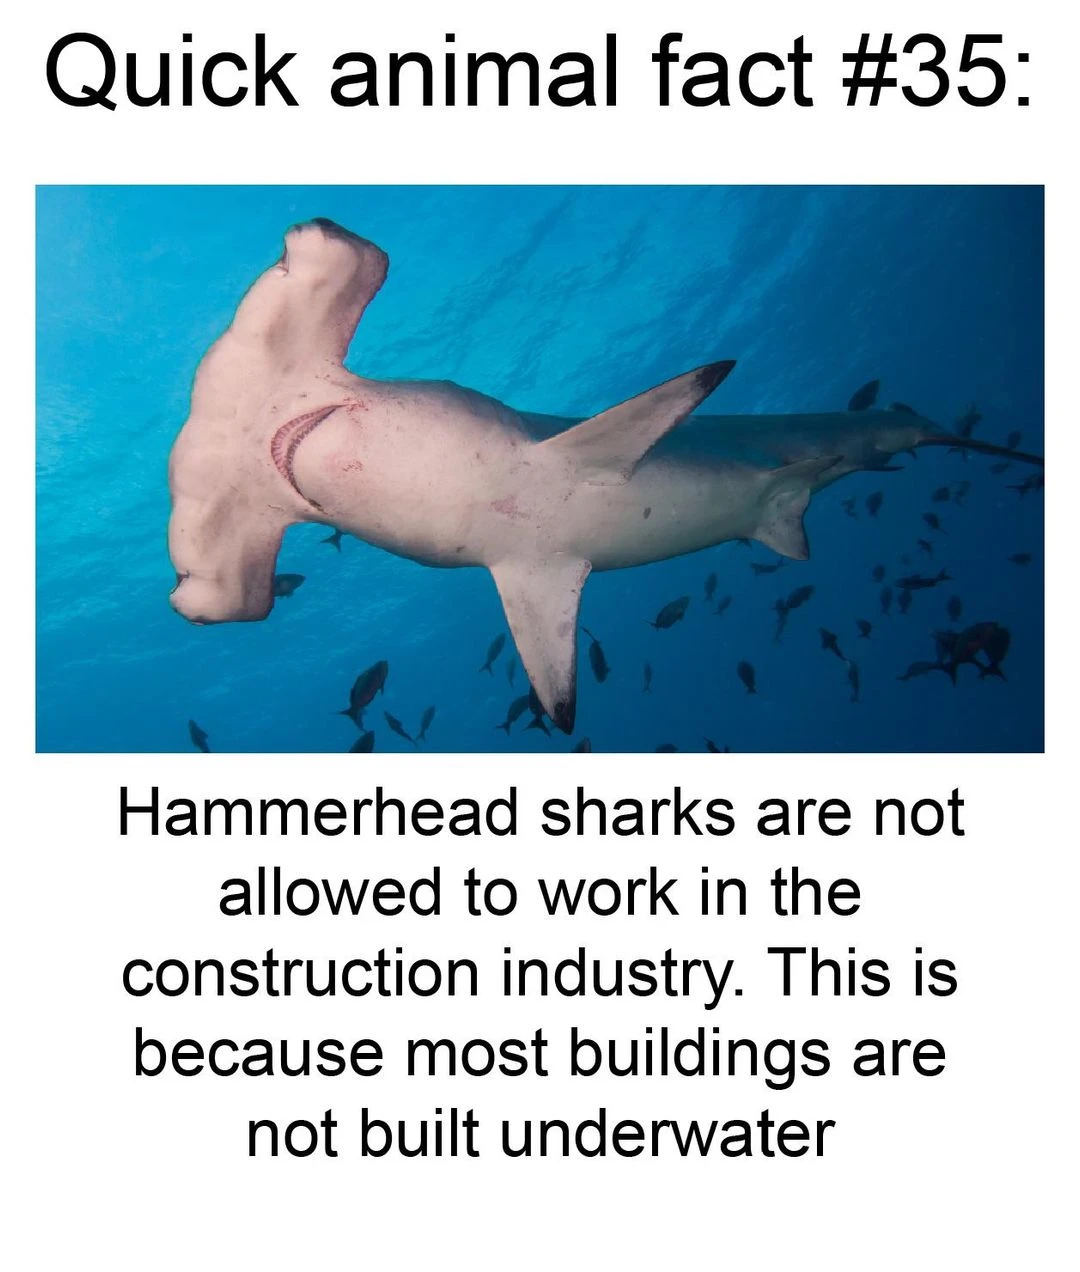 Quick animal fact #35:
Hammerhead sharks are not
allowed to work in the
construction industry. This is
because most buildings are
not built underwater